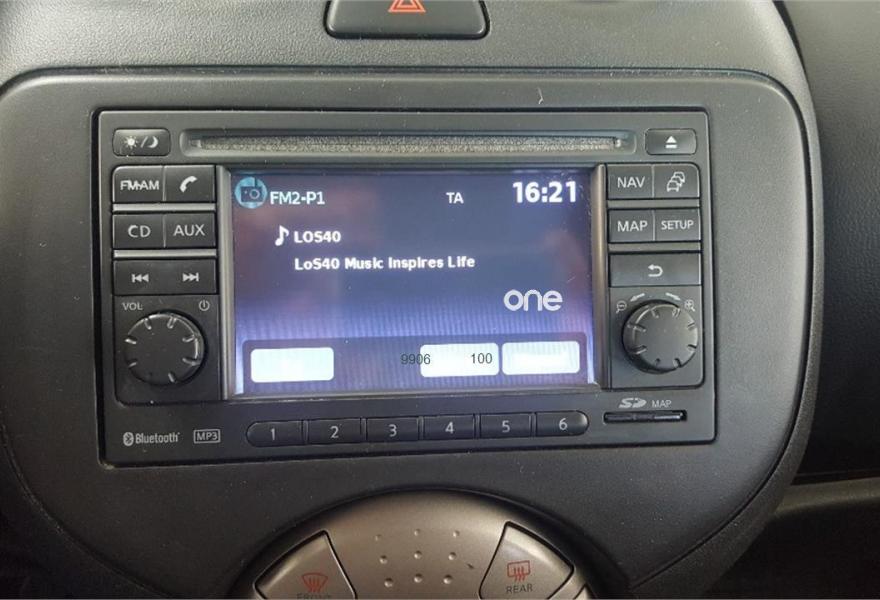 FM•AM
NAV
CD
AUX
MAP
SETUP
VOL
FM2-P1
TA
16:21
LOS40
LoS40 Music Inspires Life
one
9906
100
Bluetooth
MP3
1
2
3
4
5
6
SD
MAP
FRONT
REAR